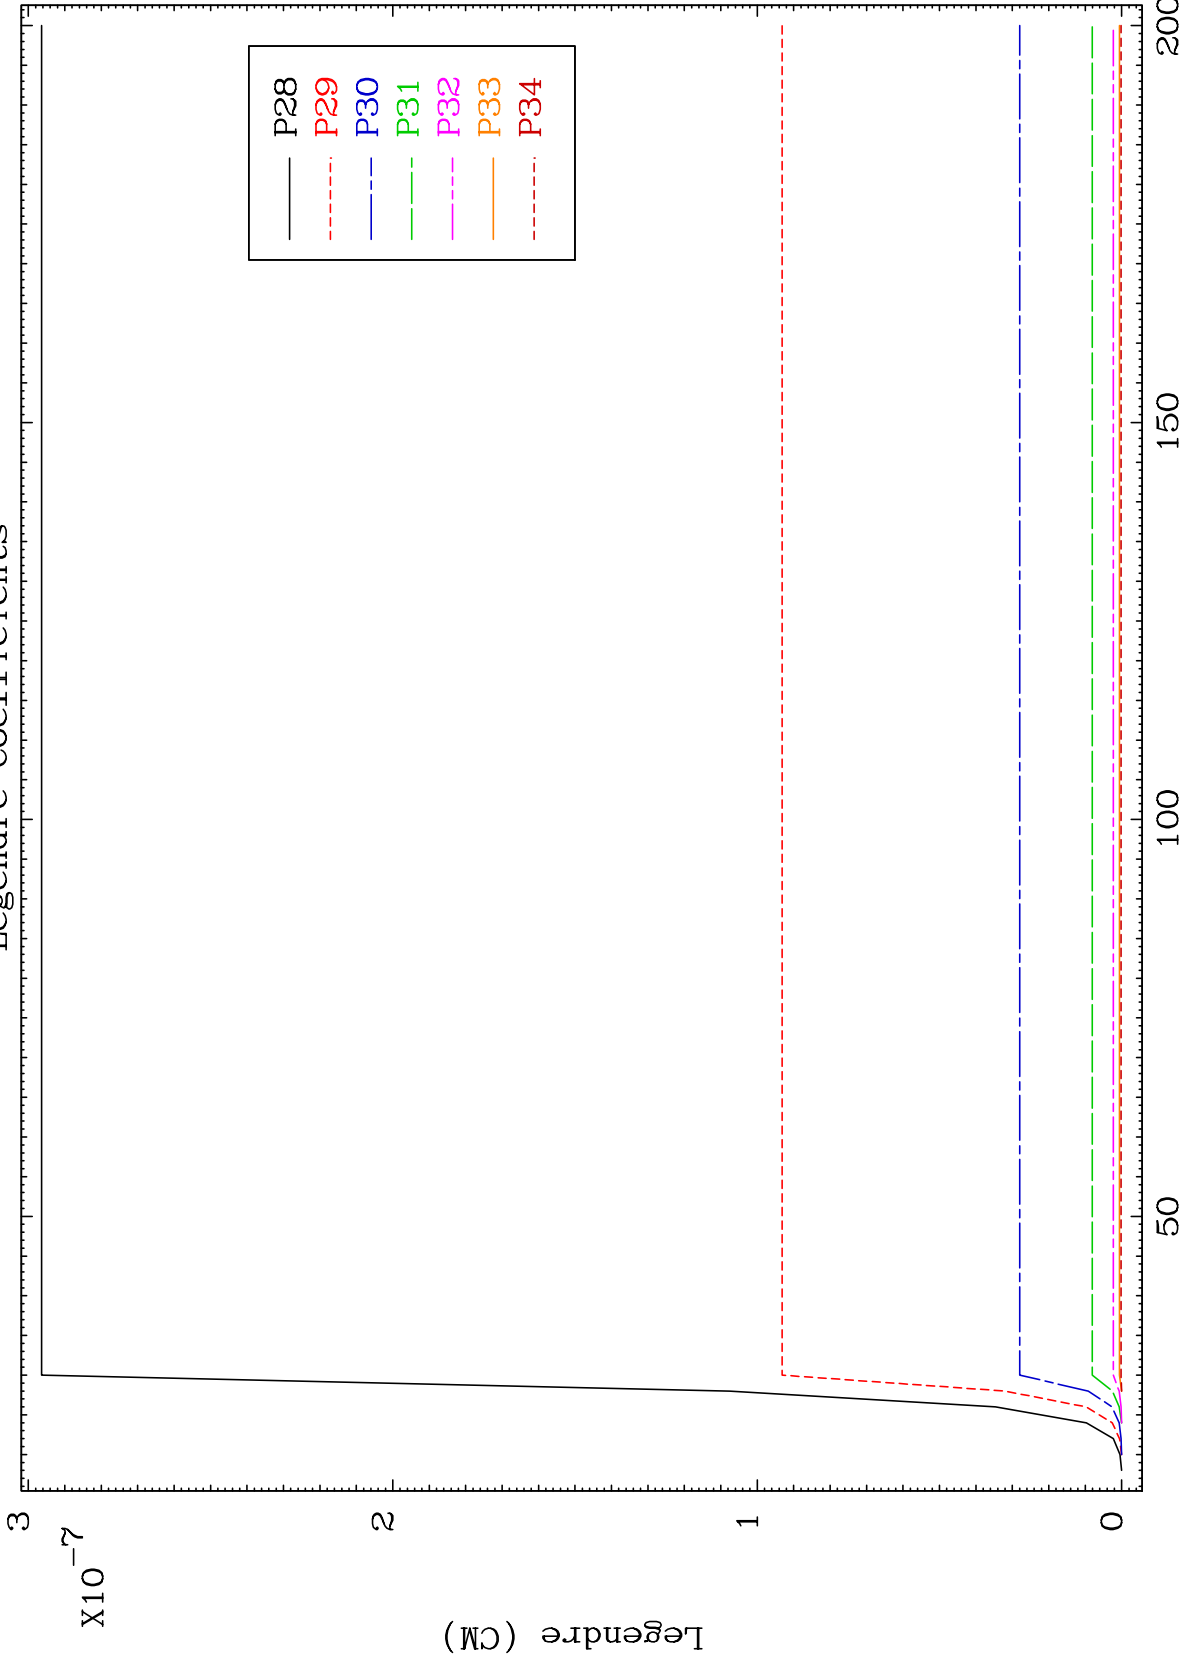 Legendre coefficients
X10-7
3
2
1
0
Legendre (CM)
P28
P29
P30
P31
P32
P33
P34
50
100
150
200